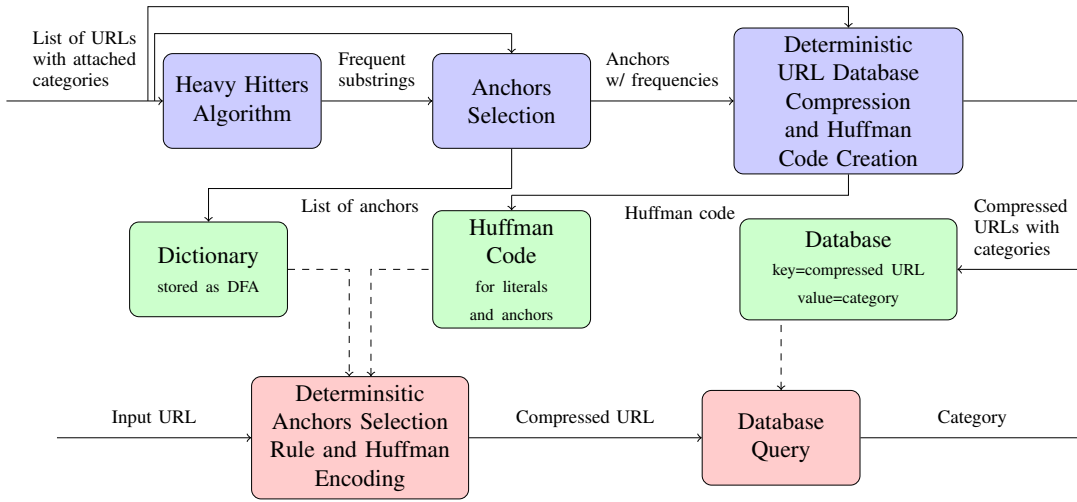 List of URLs
with attached
categories
Heavy Hitters
Algorithm
Frequent
substrings
Anchors
Selection
Anchors
w/ frequencies
Deterministic
URL Database
Compression
and Huffman
Code Creation
List of anchors
Huffman code
Compressed
URLs with
categories
Dictionary
stored as DFA
Huffman
Code
for literals
and anchors
Database
key=compressed URL
value=category
Input URL
Determinsitic
Anchors Selection
Rule and Huffman
Encoding
Compressed URL
Database
Query
Category